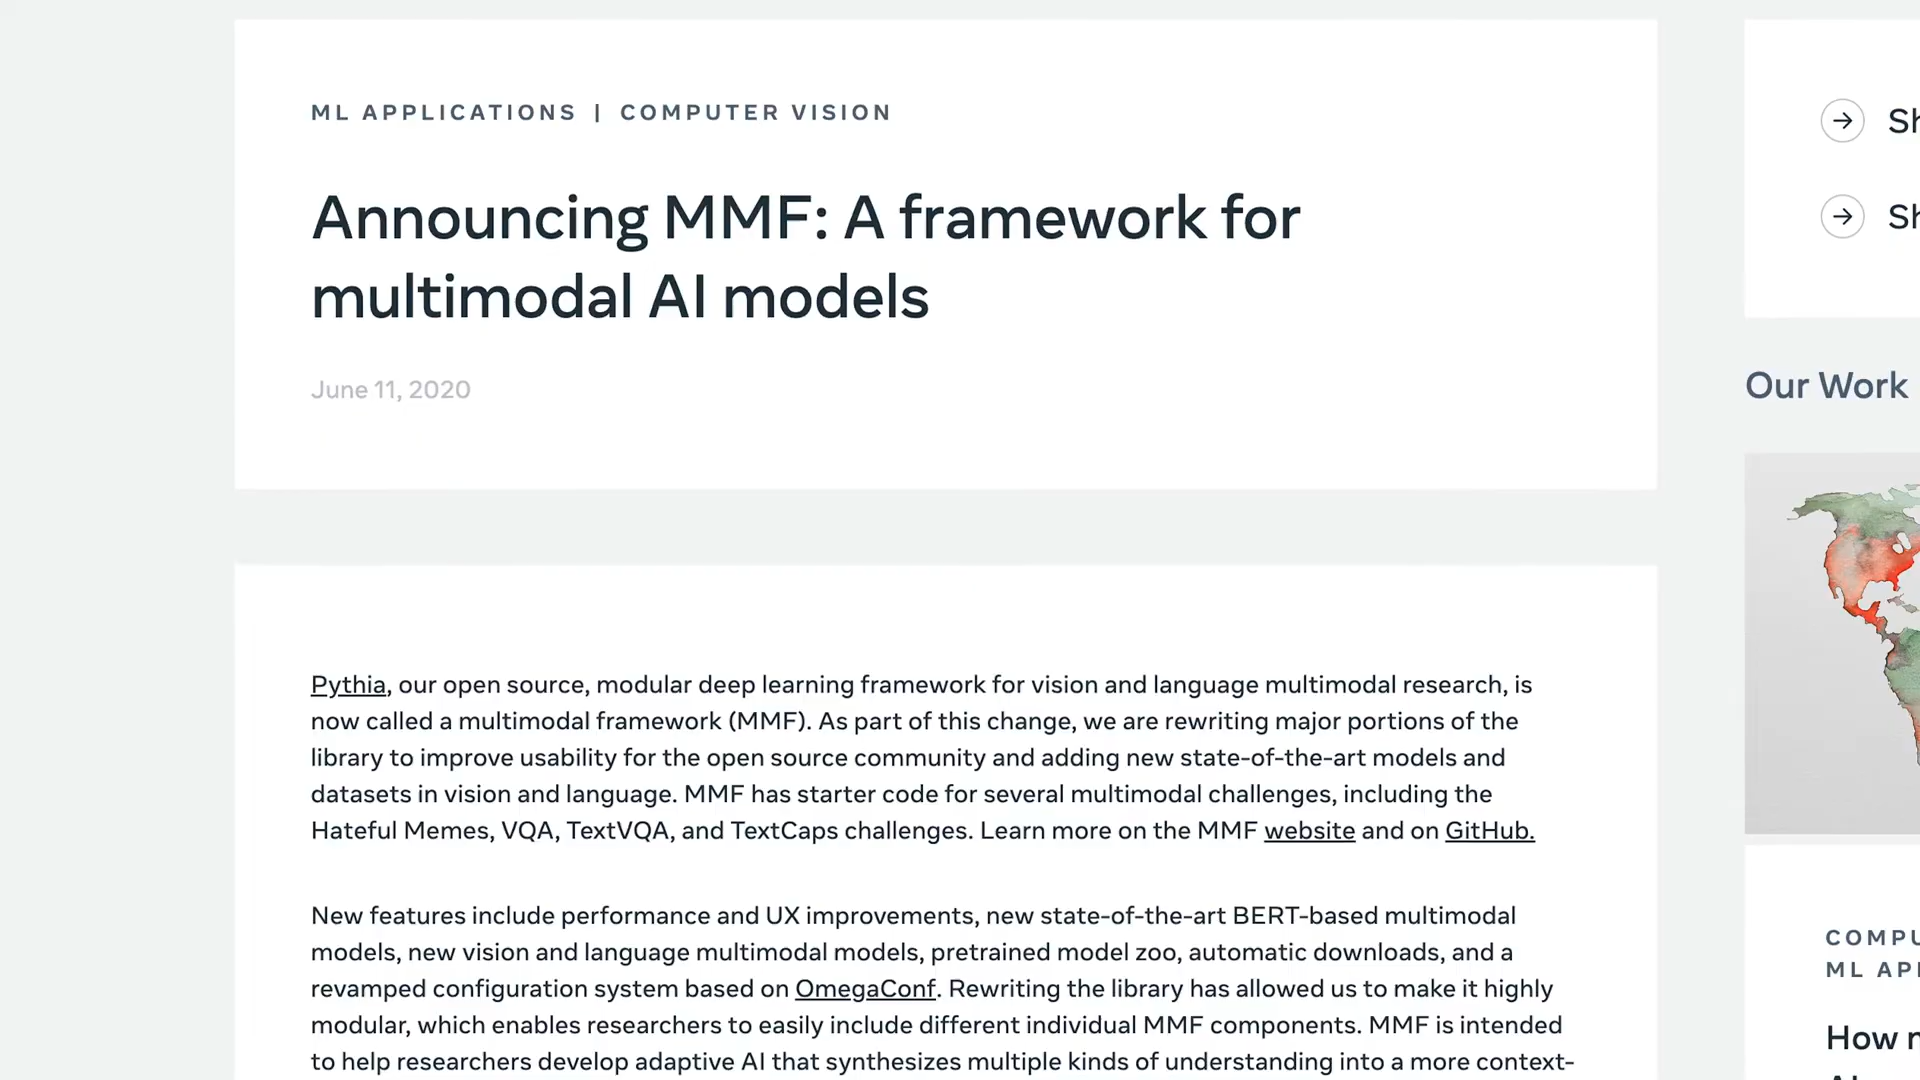 ML APPLICATIONS | COMPUTER VISION
Announcing MMF: A framework for
multimodal AI models
June 11, 2020
Pythia, our open source, modular deep learning framework for vision and language multimodal research, is
now called a multimodal framework (MMF). As part of this change, we are rewriting major portions of the
library to improve usability for the open source community and adding new state-of-the-art models and
datasets in vision and language. MMF has starter code for several multimodal challenges, including the
Hateful Memes, VQA, TextVQA, and TextCaps challenges. Learn more on the MMF website and on GitHub.
New features include performance and UX improvements, new state-of-the-art BERT-based multimodal
models, new vision and language multimodal models, pretrained model zoo, automatic downloads, and a
revamped configuration system based on OmegaConf. Rewriting the library has allowed us to make it highly
modular, which enables researchers to easily include different individual MMF components. MMF is intended
to help researchers develop adaptive AI that synthesizes multiple kinds of understanding into a more context-
Our Work
ML
How